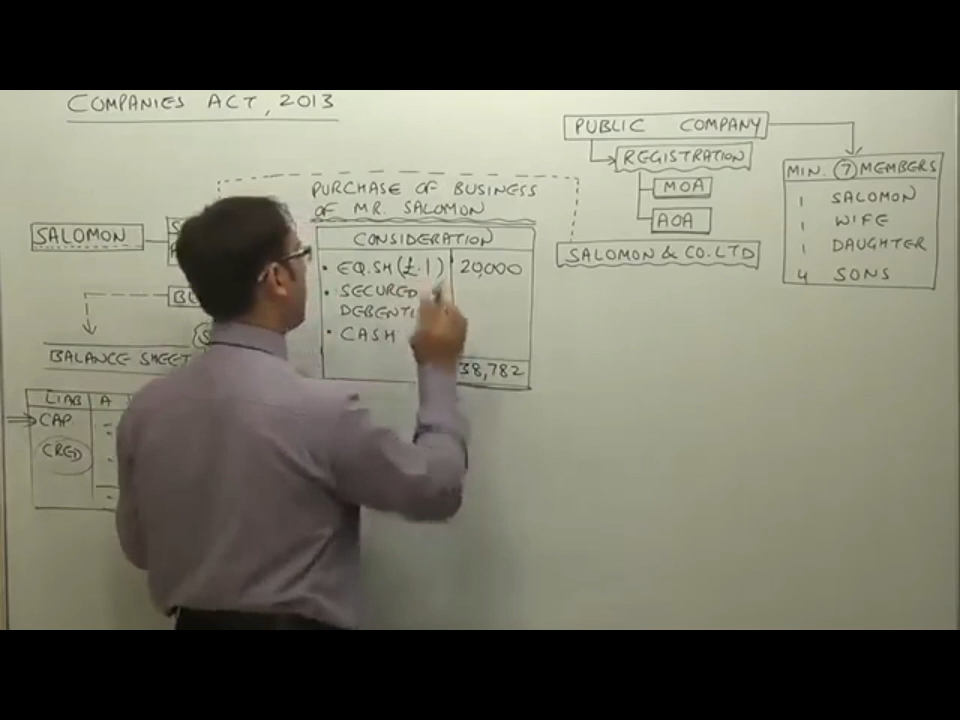 COMPANIES ACT, 2013
PUBLIC COMPANY
REGISTRATION
MOA
AOA
SALOMON & CO. LTD
MIN. 7 MEMBERS
1 SALOMON
1 WIFE
1 DAUGHTER
4 SONS
PURCHASE OF BUSINESS
OF MR. SALOMON
CONSIDERATION
• EQ.SH (£.1) 20,000
• SECURED
• CASH
38,782
SALOMON
BALANCE SHEET
LIAB A
CAP
CRED